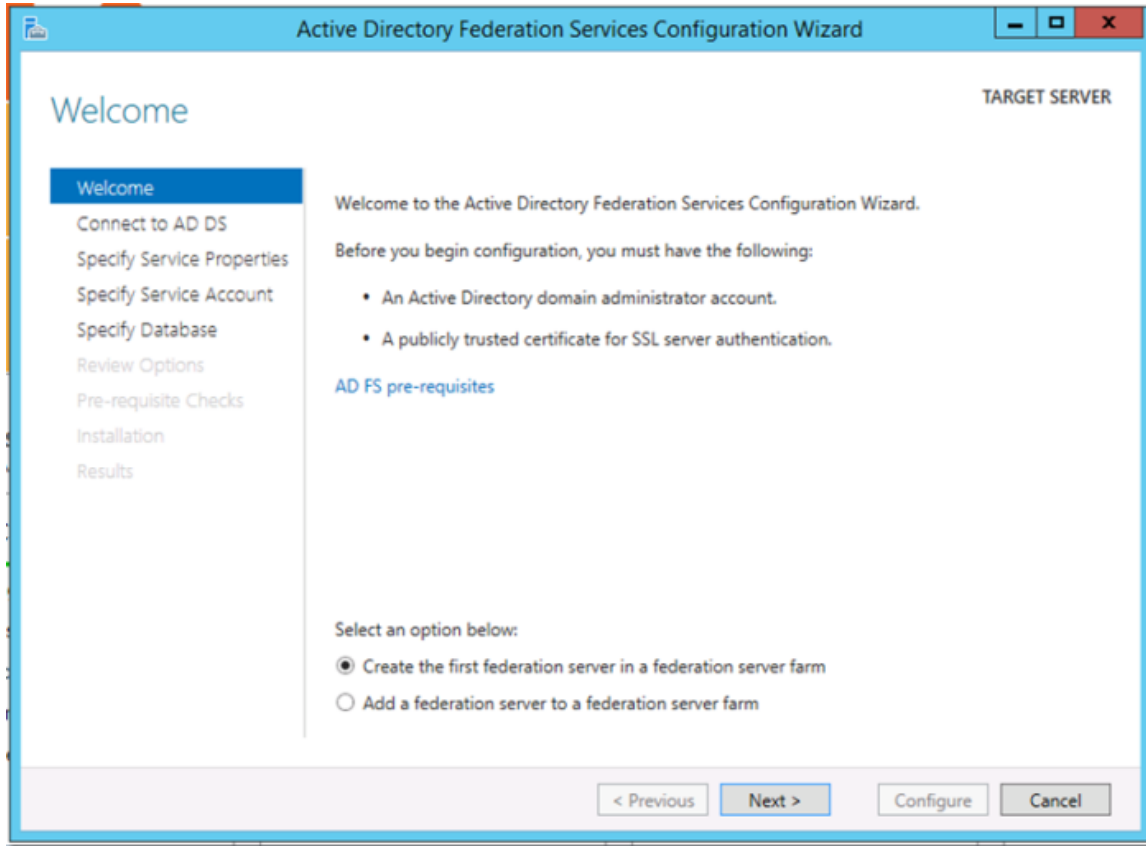 Active Directory Federation Services Configuration Wizard
Welcome
TARGET SERVER
Welcome
Connect to AD DS
Specify Service Properties
Specify Service Account
Specify Database
Review Options
Pre-requisite Checks
Installation
Results
Welcome to the Active Directory Federation Services Configuration Wizard.
Before you begin configuration, you must have the following:
• An Active Directory domain administrator account.
• A publicly trusted certificate for SSL server authentication.
AD FS pre-requisites
Select an option below:
Create the first federation server in a federation server farm
Add a federation server to a federation server farm
< Previous
Next >
Configure
Cancel